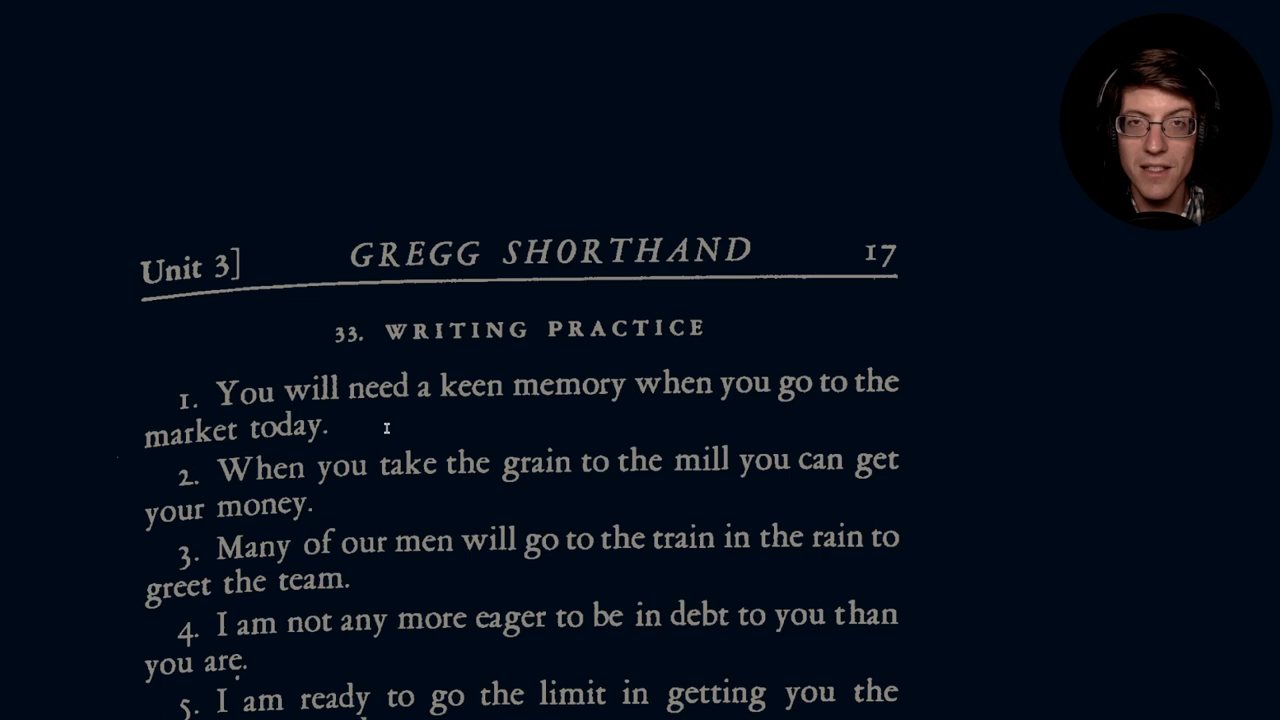 Unit 3] GREGG SHORTHAND 17
33. WRITING PRACTICE
1. You will need a keen memory when you go to the
market today.
2. When you take the grain to the mill you can get
your money.
3. Many of our men will go to the train in the rain to
greet the team.
4. I am not any more eager to be in debt to you than
you are.
5. I am ready to go the limit in getting you the